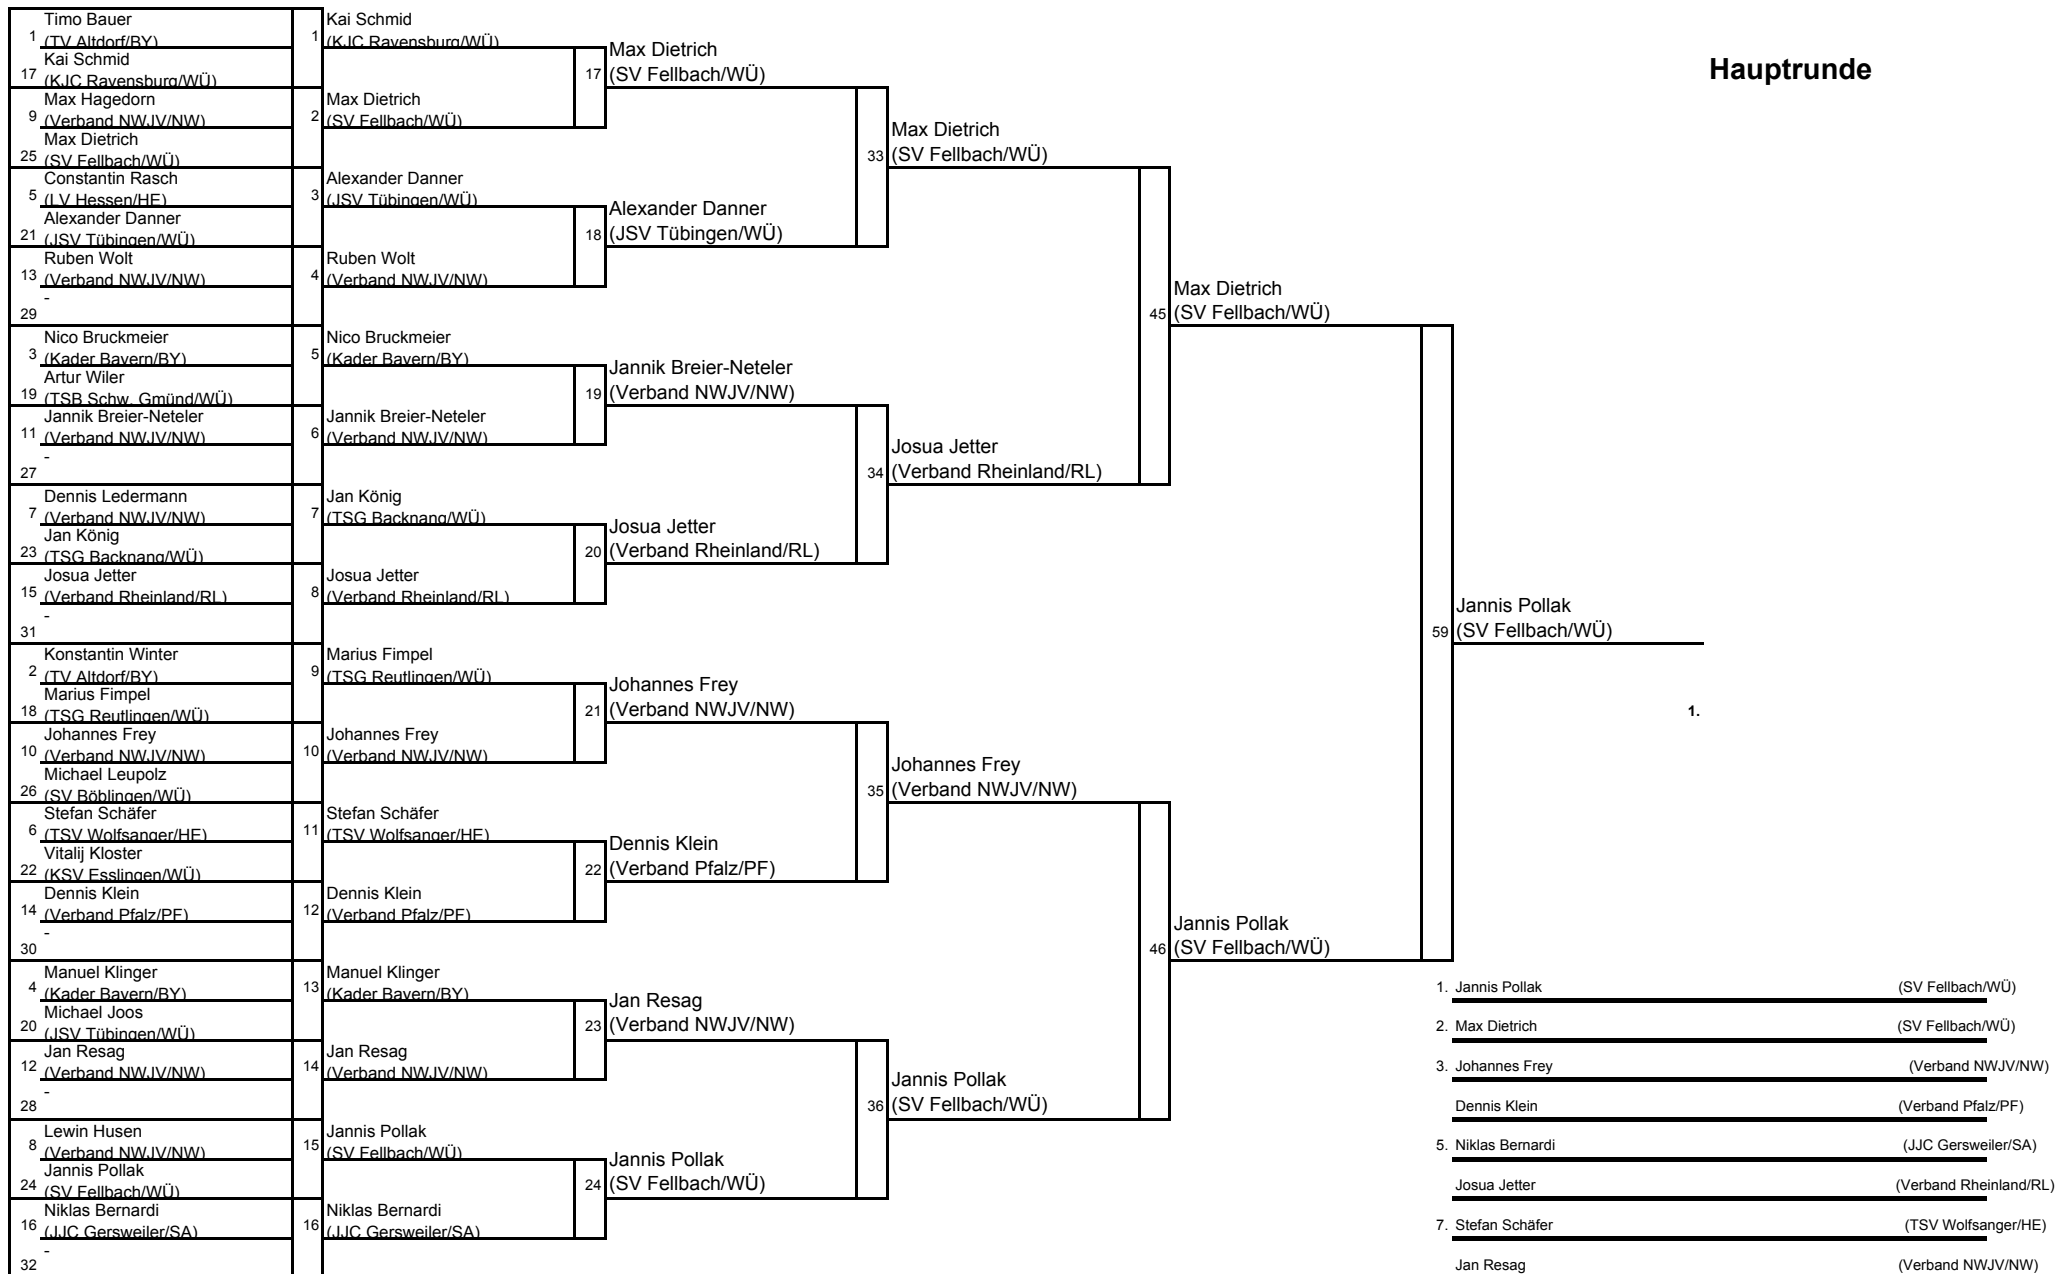 Hauptrunde
1 Timo Bauer
(TV Altdorf/BY)
17 Kai Schmid
(KJC Ravensburg/WÜ)
9 Max Hagedorn
(Verband NWJV/NW)
25 Max Dietrich
(SV Fellbach/WÜ)
5 Constantin Rasch
(LV Hessen/HE)
21 Alexander Danner
(JSV Tübingen/WÜ)
13 Ruben Wolt
(Verband NWJV/NW)
29 -
3 Nico Bruckmeier
(Kader Bayern/BY)
19 Artur Wiler
(TSB Schw. Gmünd/WÜ)
11 Jannik Breier-Neteler
(Verband NWJV/NW)
27 -
7 Dennis Ledermann
(Verband NWJV/NW)
23 Jan König
(TSG Backnang/WÜ)
15 Josua Jetter
(Verband Rheinland/RL)
31 -
2 Konstantin Winter
(TV Altdorf/BY)
18 Marius Fimpel
(TSG Reutlingen/WÜ)
10 Johannes Frey
(Verband NWJV/NW)
26 Michael Leupolz
(SV Böblingen/WÜ)
6 Stefan Schäfer
(TSV Wolfsanger/HE)
22 Vitalij Kloster
(KSV Esslingen/WÜ)
14 Dennis Klein
(Verband Pfalz/PF)
30 -
4 Manuel Klinger
(Kader Bayern/BY)
20 Michael Joos
(JSV Tübingen/WÜ)
12 Jan Resag
(Verband NWJV/NW)
28 -
8 Lewin Husen
(Verband NWJV/NW)
24 Jannis Pollak
(SV Fellbach/WÜ)
16 Niklas Bernardi
(JJC Gersweiler/SA)
32 -
1 Kai Schmid
(KJC Ravensburg/WÜ)
2 Max Dietrich
(SV Fellbach/WÜ)
3 Alexander Danner
(JSV Tübingen/WÜ)
4 Ruben Wolt
(Verband NWJV/NW)
5 Nico Bruckmeier
(Kader Bayern/BY)
6 Jannik Breier-Neteler
(Verband NWJV/NW)
7 Jan König
(TSG Backnang/WÜ)
8 Josua Jetter
(Verband Rheinland/RL)
9 Marius Fimpel
(TSG Reutlingen/WÜ)
10 Johannes Frey
(Verband NWJV/NW)
11 Stefan Schäfer
(TSV Wolfsanger/HE)
12 Dennis Klein
(Verband Pfalz/PF)
13 Manuel Klinger
(Kader Bayern/BY)
14 Jan Resag
(Verband NWJV/NW)
15 Jannis Pollak
(SV Fellbach/WÜ)
16 Niklas Bernardi
(JJC Gersweiler/SA)
17 Max Dietrich
(SV Fellbach/WÜ)
18 Alexander Danner
(JSV Tübingen/WÜ)
19 Jannik Breier-Neteler
(Verband NWJV/NW)
20 Josua Jetter
(Verband Rheinland/RL)
21 Johannes Frey
(Verband NWJV/NW)
22 Dennis Klein
(Verband Pfalz/PF)
23 Jan Resag
(Verband NWJV/NW)
24 Jannis Pollak
(SV Fellbach/WÜ)
33 Max Dietrich
(SV Fellbach/WÜ)
34 Josua Jetter
(Verband Rheinland/RL)
35 Johannes Frey
(Verband NWJV/NW)
36 Jannis Pollak
(SV Fellbach/WÜ)
45 Max Dietrich
(SV Fellbach/WÜ)
46 Jannis Pollak
(SV Fellbach/WÜ)
59 Jannis Pollak
(SV Fellbach/WÜ)
1.
1. Jannis Pollak (SV Fellbach/WÜ)
2. Max Dietrich (SV Fellbach/WÜ)
3. Johannes Frey (Verband NWJV/NW)
Dennis Klein (Verband Pfalz/PF)
5. Niklas Bernardi (JJC Gersweiler/SA)
Josua Jetter (Verband Rheinland/RL)
7. Stefan Schäfer (TSV Wolfsanger/HE)
Jan Resag (Verband NWJV/NW)